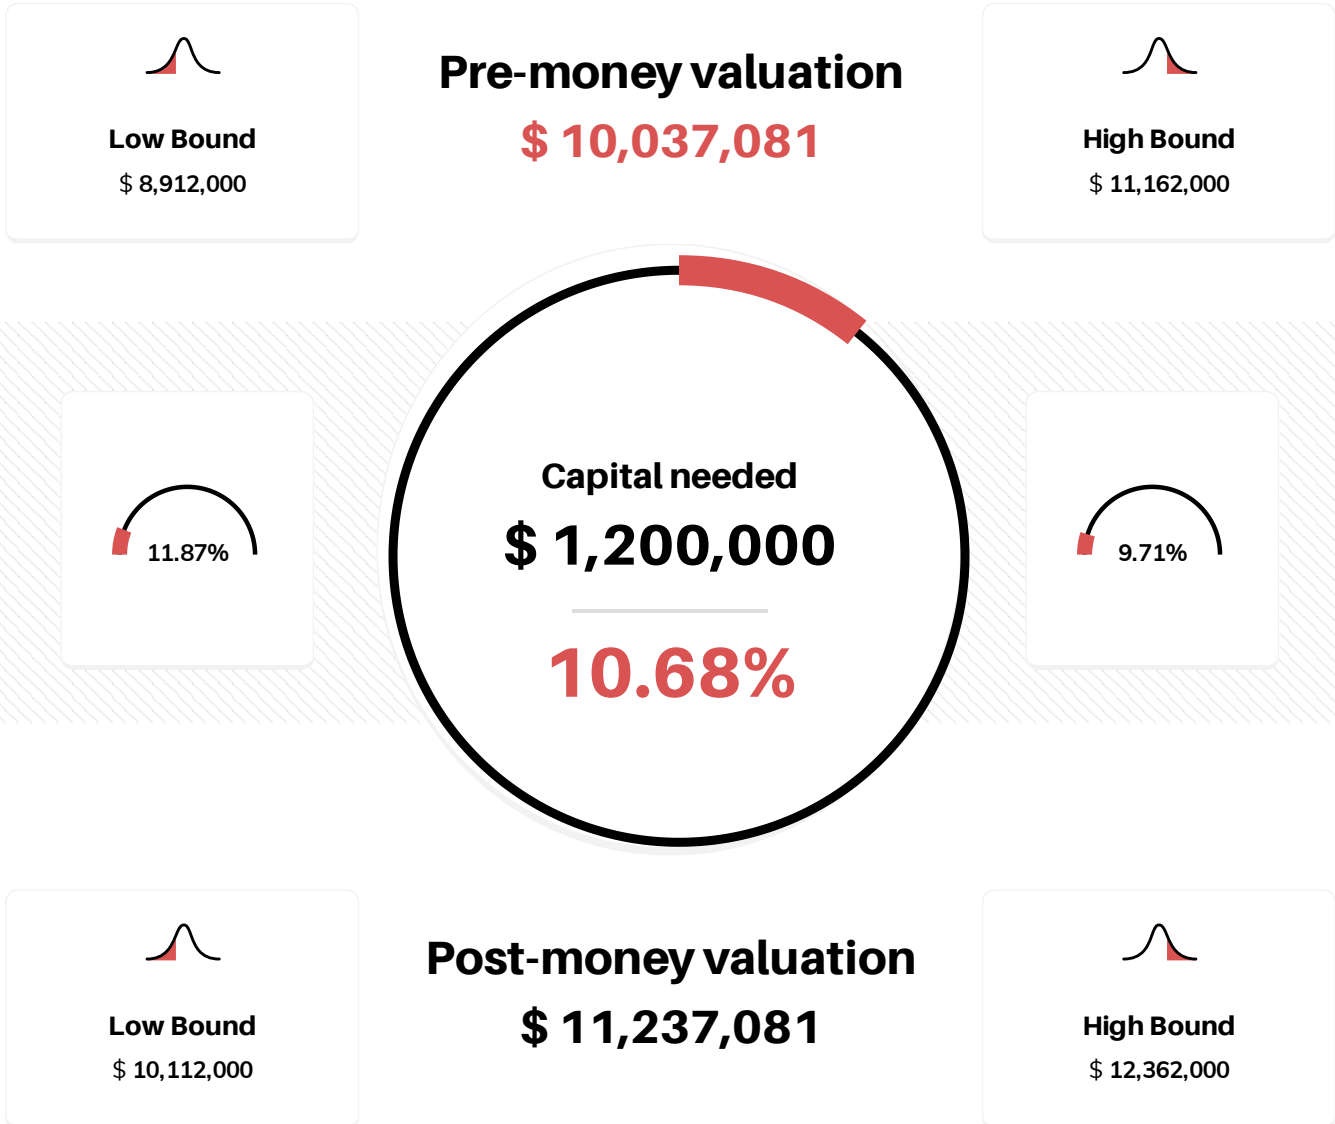 Low Bound
$ 8,912,000
Pre-money valuation
$ 10,037,081
High Bound
$ 11,162,000
11.87%
Capital needed
$ 1,200,000
10.68%
9.71%
Low Bound
$ 10,112,000
Post-money valuation
$ 11,237,081
High Bound
$ 12,362,000